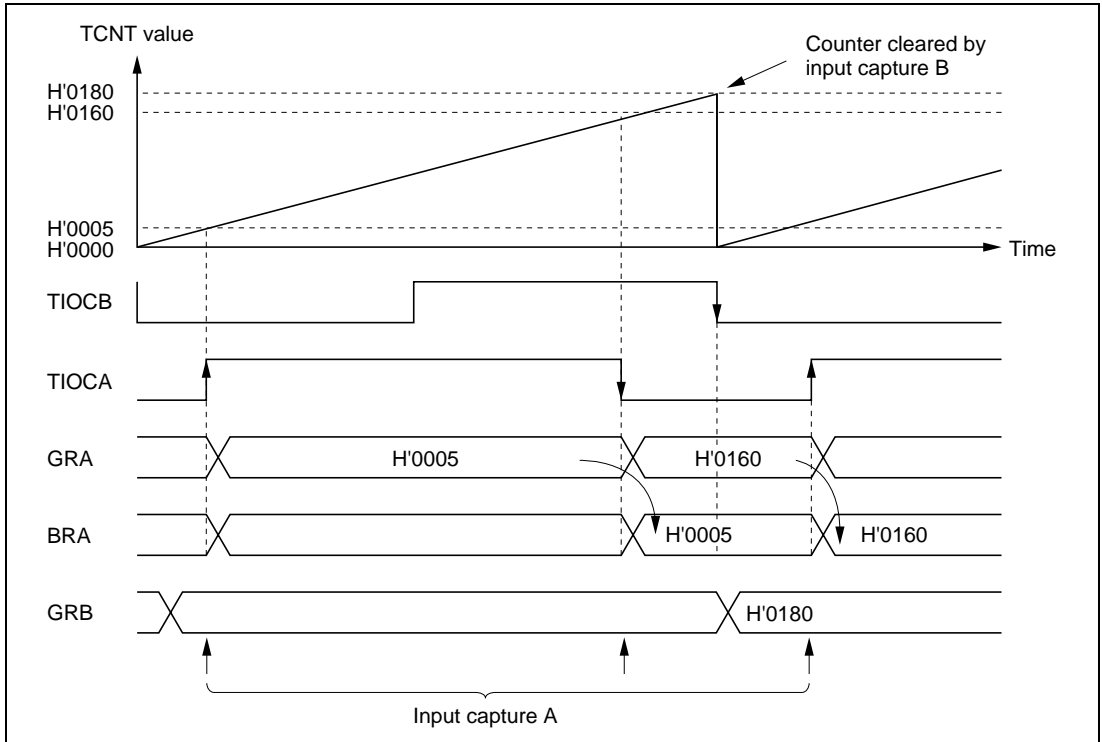 TCNT value
Counter cleared by
input capture B
H'0180
H'0160
H'0005
H'0000
Time
TIOCB
TIOCA
GRA
H'0005
H'0160
BRA
H'0005
H'0160
GRB
H'0180
Input capture A